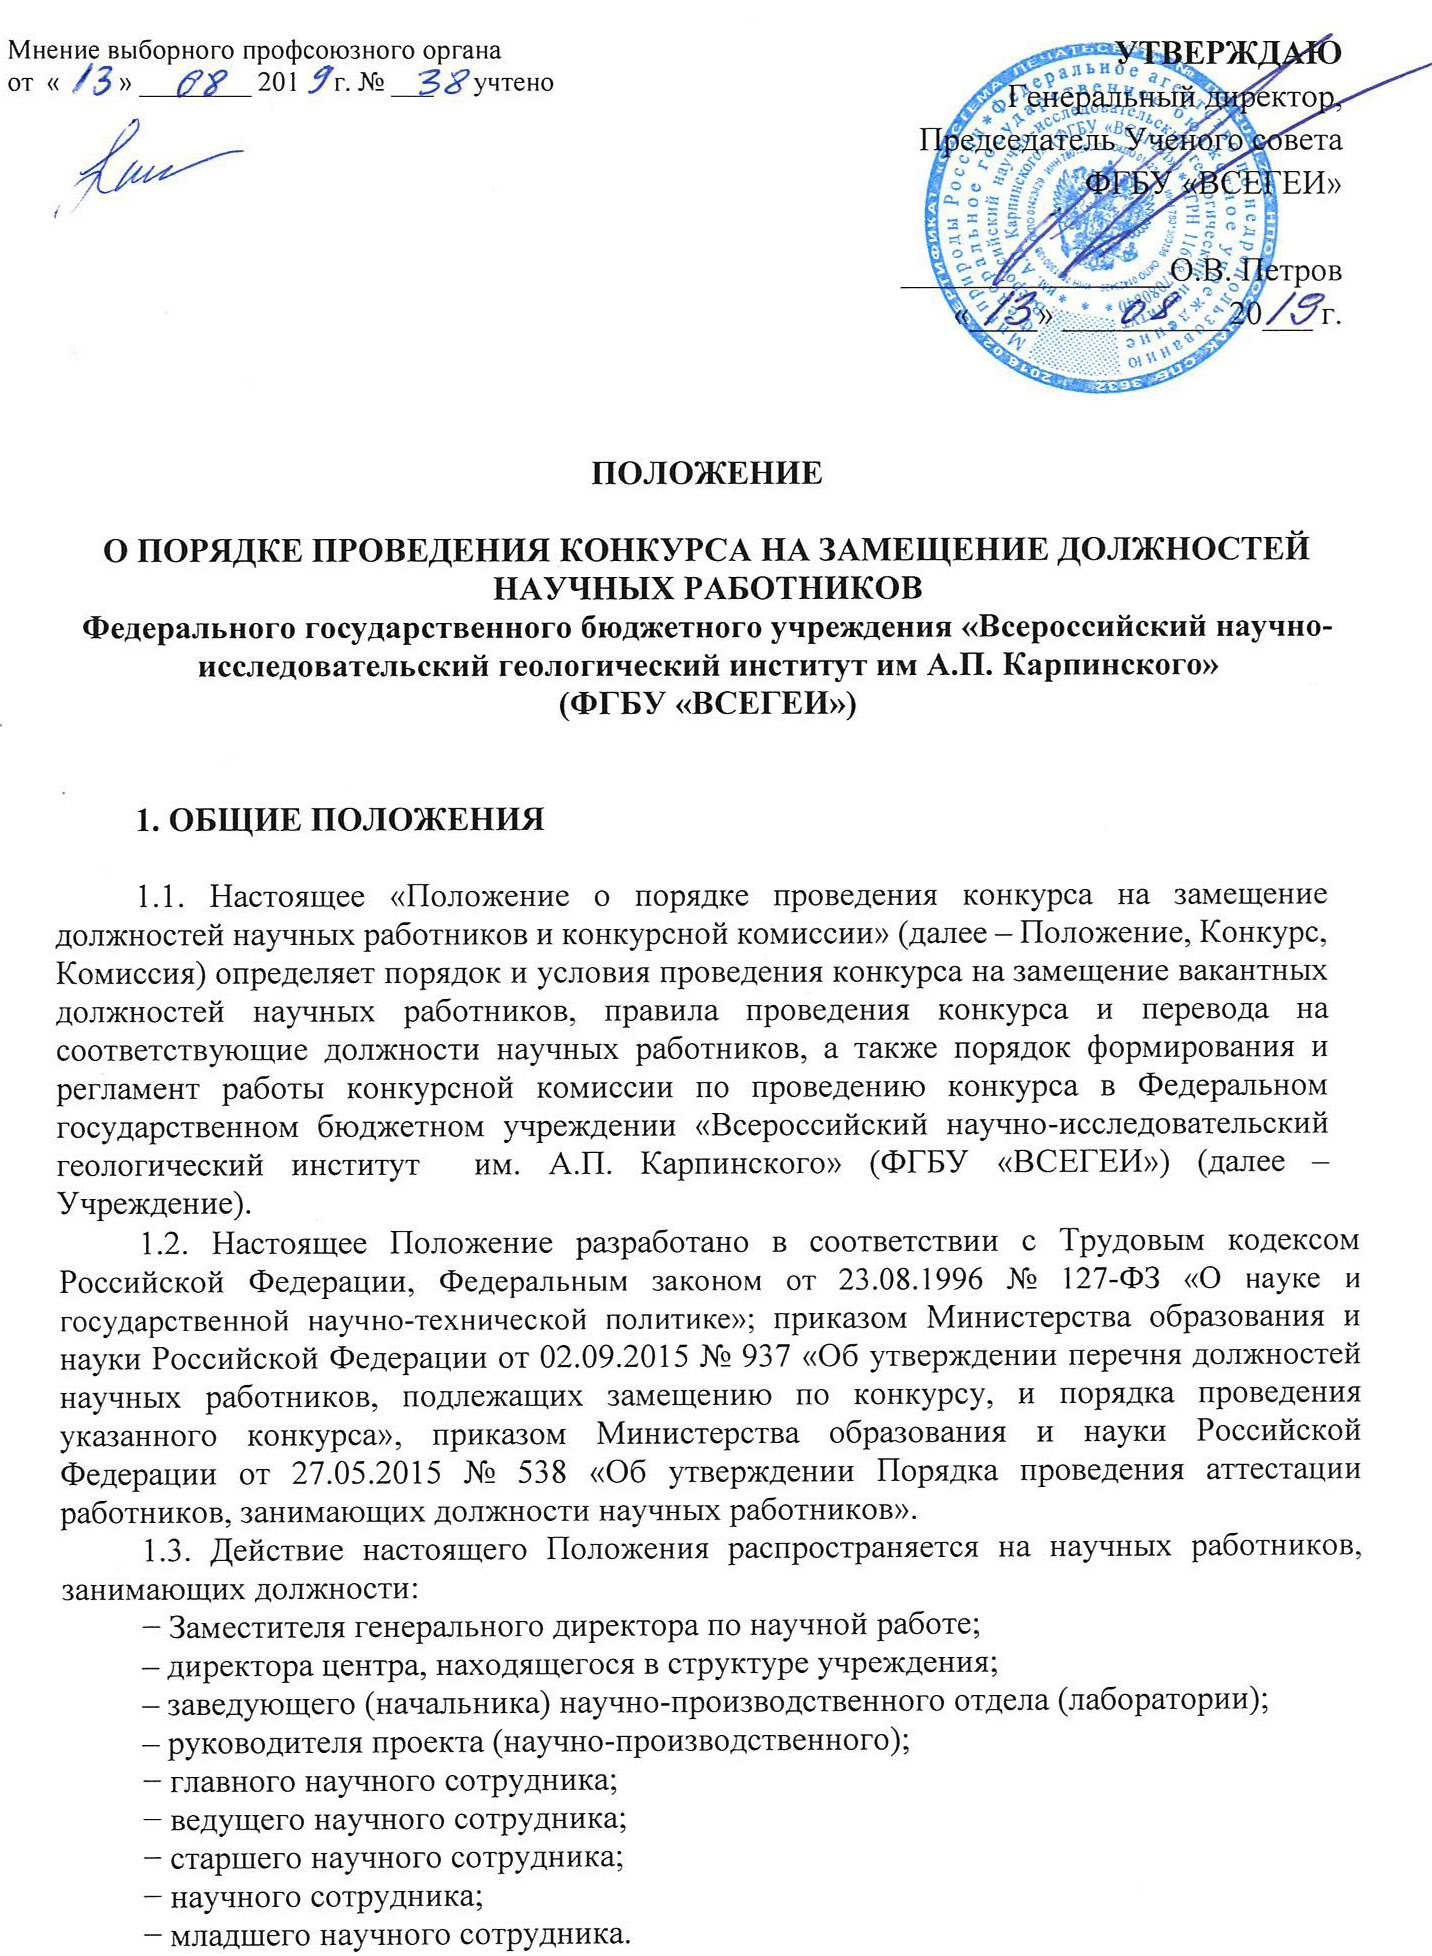 Мнение выборного профсоюзного органа
от « 13 » ________ 2019 г. № 38 учтено
УТВЕРЖДАЮ
Генеральный директор,
Председатель Ученого совета
ФГБУ «ВСЕГЕИ»
О.В. Петров
« 13 » 08 2019 г.
ПОЛОЖЕНИЕ
О ПОРЯДКЕ ПРОВЕДЕНИЯ КОНКУРСА НА ЗАМЕЩЕНИЕ ДОЛЖНОСТЕЙ
НАУЧНЫХ РАБОТНИКОВ
Федерального государственного бюджетного учреждения «Всероссийский научно-
исследовательский геологический институт им А.П. Карпинского»
(ФГБУ «ВСЕГЕИ»)
1. ОБЩИЕ ПОЛОЖЕНИЯ
1.1. Настоящее «Положение о порядке проведения конкурса на замещение
должностей научных работников и конкурсной комиссии» (далее – Положение, Конкурс,
Комиссия) определяет порядок и условия проведения конкурса на замещение вакантных
должностей научных работников, правила проведения конкурса и перевода на
соответствующие должности научных работников, а также порядок формирования и
регламент работы конкурсной комиссии по проведению конкурса в Федеральном
государственном бюджетном учреждении «Всероссийский научно-исследовательский
геологический институт им. А.П. Карпинского» (ФГБУ «ВСЕГЕИ») (далее –
Учреждение).
1.2. Настоящее Положение разработано в соответствии с Трудовым кодексом
Российской Федерации, Федеральным законом от 23.08.1996 № 127-ФЗ «О науке и
государственной научно-технической политике»; приказом Министерства образования и
науки Российской Федерации от 02.09.2015 № 937 «Об утверждении перечня должностей
научных работников, подлежащих замещению по конкурсу, и порядка проведения
указанного конкурса», приказом Министерства образования и науки Российской
Федерации от 27.05.2015 № 538 «Об утверждении Порядка проведения аттестации
работников, занимающих должности научных работников».
1.3. Действие настоящего Положения распространяется на научных работников,
занимающих должности:
– Заместителя генерального директора по научной работе;
– директора центра, находящегося в структуре учреждения;
– заведующего (начальника) научно-производственного отдела (лаборатории);
– руководителя проекта (научно-производственного);
– главного научного сотрудника;
– ведущего научного сотрудника;
– старшего научного сотрудника;
– научного сотрудника;
– младшего научного сотрудника.